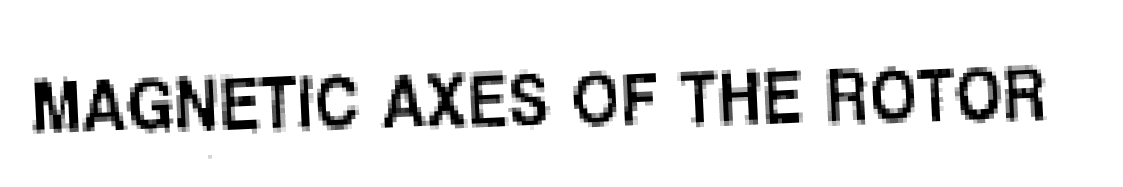 MAGNETIC AXES OF THE ROTOR